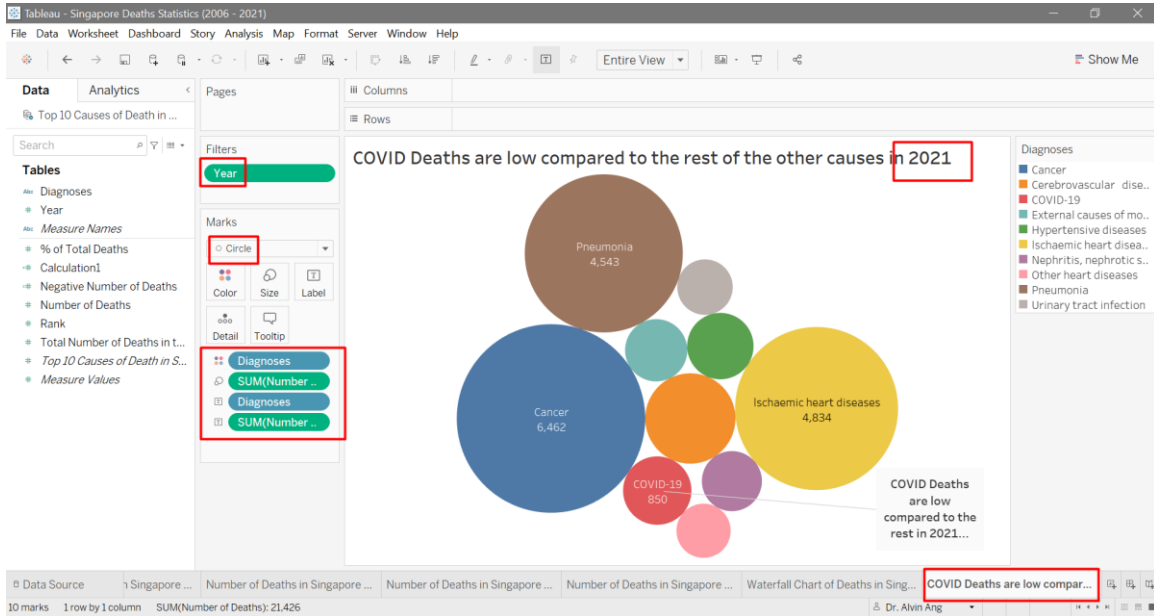 Tableau - Singapore Deaths Statistics (2006 - 2021)
File Data Worksheet Dashboard Story Analysis Map Format Server Window Help
Entire View
Show Me
Data
Analytics
Top 10 Causes of Death in ...
Search
Tables
Abc Diagnoses
# Year
Abc Measure Names
# % of Total Deaths
=# Calculation1
=# Negative Number of Deaths
# Number of Deaths
# Rank
# Total Number of Deaths in t...
# Top 10 Causes of Death in S...
# Measure Values
Pages
Filters
Year
Marks
Circle
Color
Size
Label
Detail
Tooltip
Diagnoses
SUM(Number ..
Diagnoses
SUM(Number ..
Columns
Rows
COVID Deaths are low compared to the rest of the other causes in 2021
Pneumonia
4,543
Cancer
6,462
Ischaemic heart diseases
4,834
COVID-19
850
COVID Deaths
are low
compared to the
rest in 2021...
Diagnoses
Cancer
Cerebrovascular dise..
COVID-19
External causes of mo..
Hypertensive diseases
Ischaemic heart disea..
Nephritis, nephrotic s..
Other heart diseases
Pneumonia
Urinary tract infection
Data Source
n Singapore ...
Number of Deaths in Singapore ...
Number of Deaths in Singapore ...
Number of Deaths in Singapore ...
Waterfall Chart of Deaths in Sing...
COVID Deaths are low compar...
10 marks
1 row by 1 column
SUM(Number of Deaths): 21,426
Dr. Alvin Ang